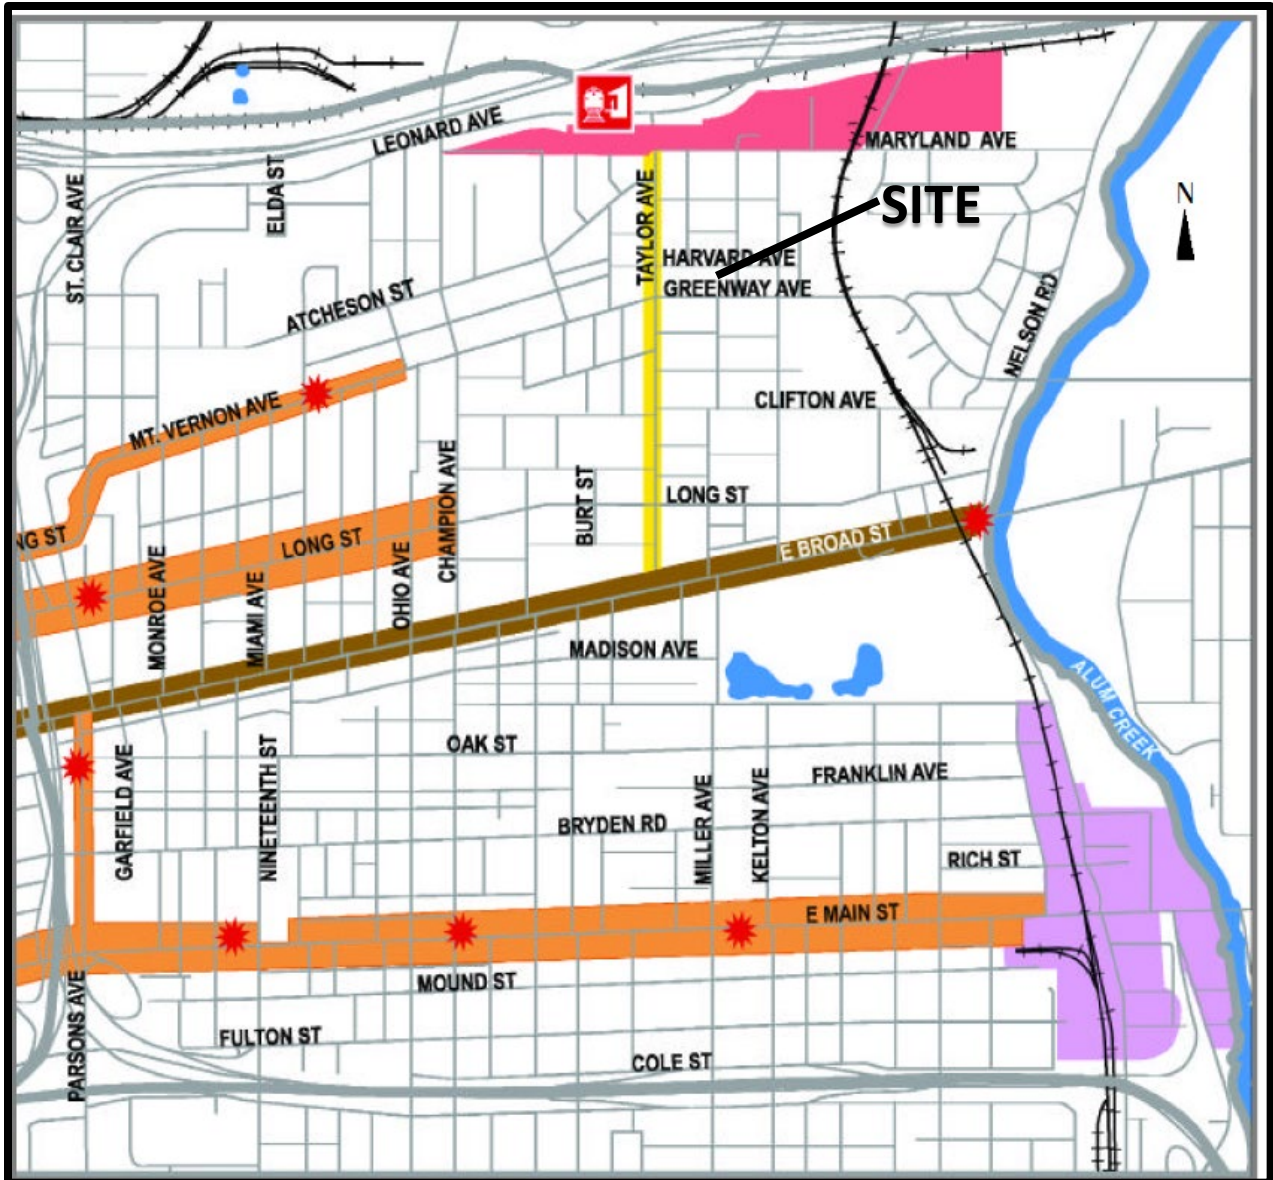 LEONARD AVE
MARYLAND AVE
ELDA ST
ST. CLAIR AVE
TAYLOR AVE
SITE
N
HARVARD AVE
GREENWAY AVE
ATCHESON ST
NELSON RD
MT. VERNON AVE
CLIFTON AVE
CHAMPION AVE
BURT ST
LONG ST
NG ST
LONG ST
E BROAD ST
MONROE AVE
MIAMI AVE
OHIO AVE
MADISON AVE
ALUM CREEK
GARFIELD AVE
NINETEENTH ST
OAK ST
FRANKLIN AVE
MILLER AVE
KELTON AVE
BRYDEN RD
RICH ST
E MAIN ST
PARSONS AVE
MOUND ST
FULTON ST
COLE ST